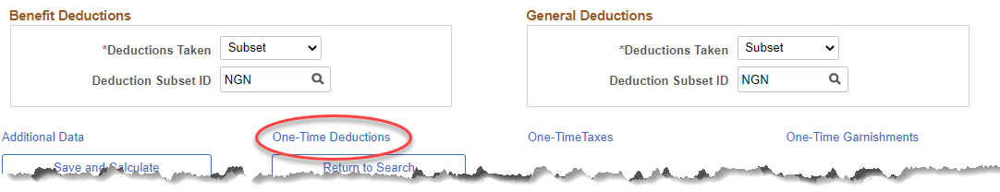 Benefit Deductions
*Deductions Taken Subset
Deduction Subset ID NGN
General Deductions
*Deductions Taken Subset
Deduction Subset ID NGN
Additional Data One-Time Deductions One-TimeTaxes One-Time Garnishments
Save and Calculate Return to Search